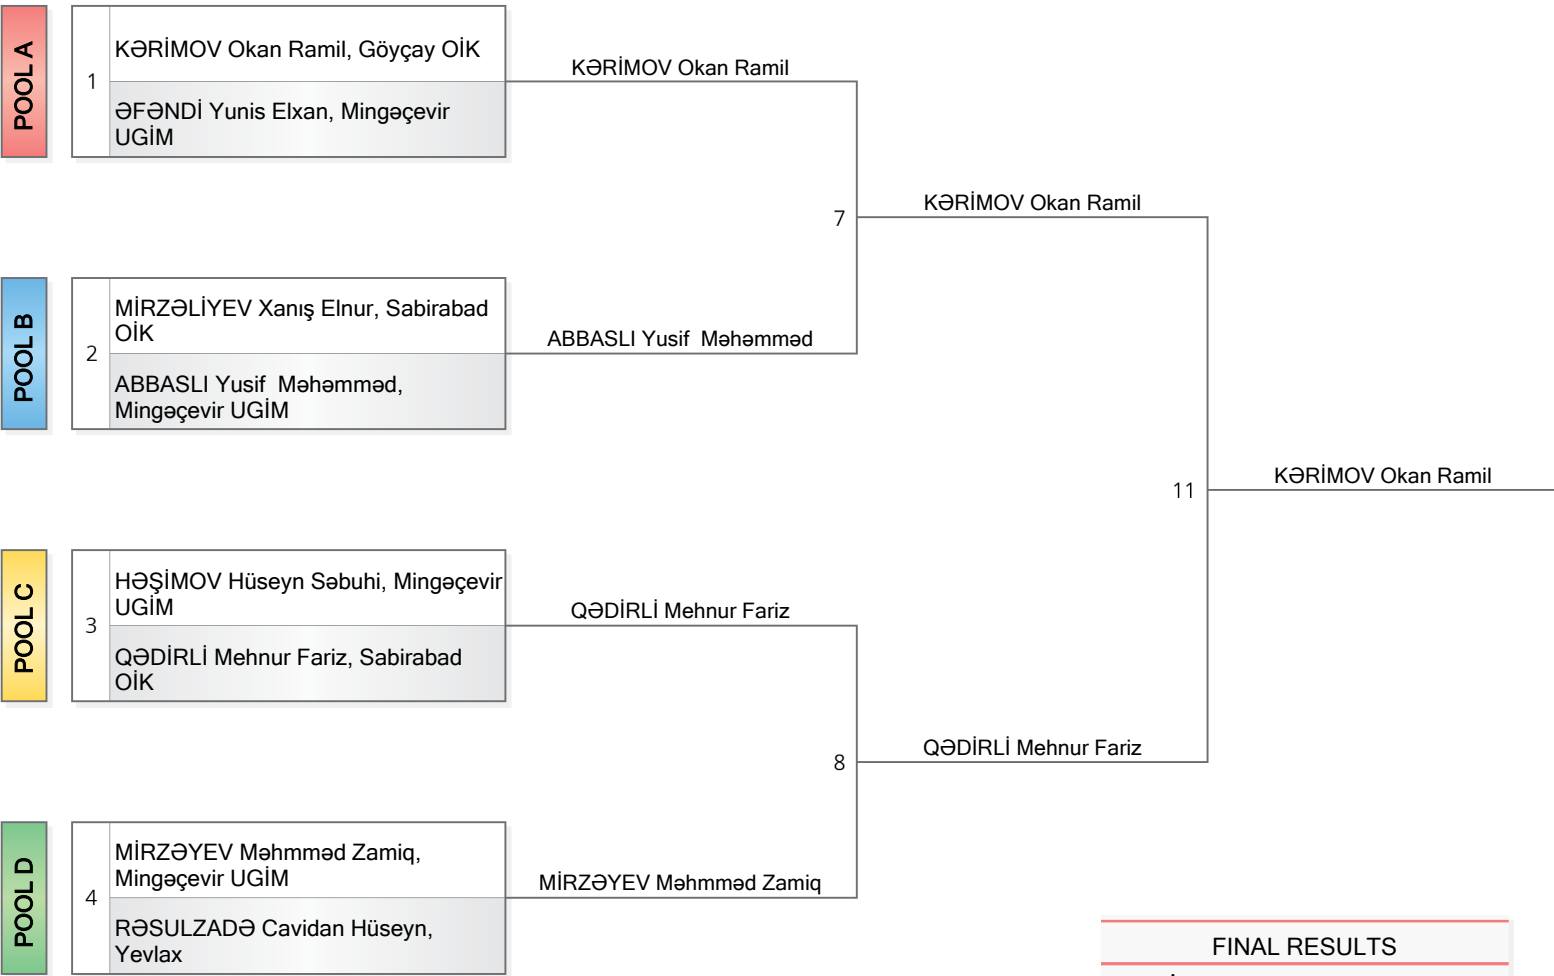 POOL A
1
KƏRİMOV Okan Ramil, Göyçay OİK
ƏFƏNDİ Yunis Elxan, Mingəçevir
UGİM
KƏRİMOV Okan Ramil
7
KƏRİMOV Okan Ramil
POOL B
2
MİRZƏLİYEV Xanış Elnur, Sabirabad
OİK
ABBASLI Yusif  Məhəmməd,
Mingəçevir UGİM
ABBASLI Yusif  Məhəmməd
11
KƏRİMOV Okan Ramil
POOL C
3
HƏŞİMOV Hüseyn Səbuhi, Mingəçevir
UGİM
QƏDİRLİ Mehnur Fariz, Sabirabad
OİK
QƏDİRLİ Mehnur Fariz
8
QƏDİRLİ Mehnur Fariz
POOL D
4
MİRZƏYEV Məhmməd Zamiq,
Mingəçevir UGİM
RƏSULZADƏ Cavidan Hüseyn,
Yevlax
MİRZƏYEV Məhmməd Zamiq
FINAL RESULTS